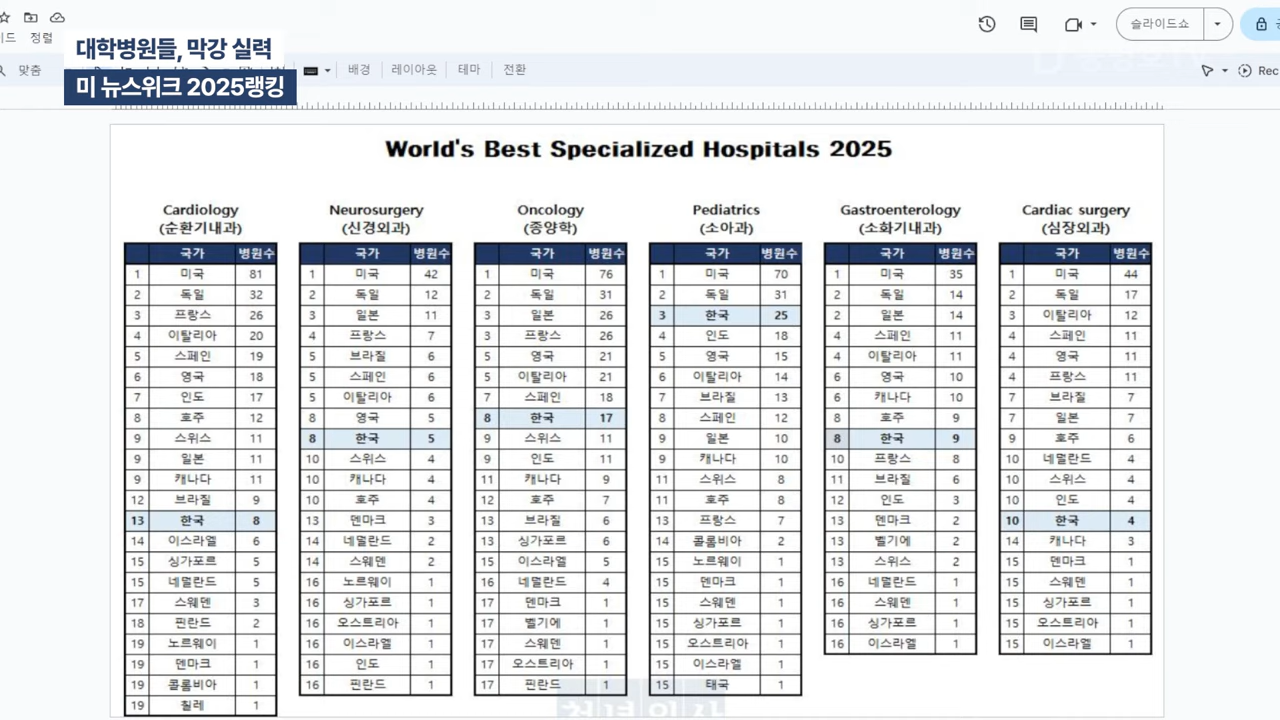 슬라이드쇼
정렬
대학병원들, 막강 실력
맞춤
배경
레이아웃
테마
전환
Rec
미 뉴스위크 2025랭킹
World's Best Specialized Hospitals 2025
Cardiology
(순환기내과)
국가 병원수
1 미국 81
2 독일 32
3 프랑스 26
4 이탈리아 20
5 스페인 19
6 영국 18
7 인도 17
8 호주 12
9 스위스 11
9 일본 11
9 캐나다 11
12 브라질 9
13 한국 8
14 이스라엘 6
15 싱가포르 5
15 네덜란드 5
17 스웨덴 3
18 핀란드 2
19 노르웨이 1
19 덴마크 1
19 콜롬비아 1
19 칠레 1
Neurosurgery
(신경외과)
국가 병원수
1 미국 42
2 독일 12
3 일본 11
4 프랑스 7
5 브라질 6
5 스페인 6
5 이탈리아 6
8 영국 5
8 한국 5
10 스위스 4
10 캐나다 4
10 호주 4
13 덴마크 3
14 네덜란드 2
14 스웨덴 2
16 노르웨이 1
16 싱가포르 1
16 오스트리아 1
16 이스라엘 1
16 인도 1
16 핀란드 1
Oncology
(종양학)
국가 병원수
1 미국 76
2 독일 31
3 일본 26
3 프랑스 26
5 영국 21
5 이탈리아 21
7 스페인 18
8 한국 17
9 스위스 11
9 인도 11
11 캐나다 9
12 호주 7
13 브라질 6
13 싱가포르 6
15 이스라엘 5
16 네덜란드 4
17 덴마크 1
17 벨기에 1
17 스웨덴 1
17 오스트리아 1
17 핀란드 1
Pediatrics
(소아과)
국가 병원수
1 미국 70
2 독일 31
3 한국 25
4 인도 18
5 영국 15
6 이탈리아 14
7 브라질 13
8 스페인 12
9 일본 10
9 캐나다 10
11 스위스 8
11 호주 8
13 프랑스 7
14 콜롬비아 2
15 노르웨이 1
15 덴마크 1
15 스웨덴 1
15 싱가포르 1
15 오스트리아 1
15 이스라엘 1
15 태국 1
Gastroenterology
(소화기내과)
국가 병원수
1 미국 35
2 독일 14
2 일본 14
4 스페인 11
4 이탈리아 11
6 영국 10
6 캐나다 10
8 호주 9
8 한국 9
10 프랑스 8
11 브라질 6
12 인도 3
13 덴마크 2
13 벨기에 2
13 스위스 2
16 네덜란드 1
16 스웨덴 1
16 싱가포르 1
16 이스라엘 1
Cardiac surgery
(심장외과)
국가 병원수
1 미국 44
2 독일 17
3 이탈리아 12
4 스페인 11
4 영국 11
4 프랑스 11
7 브라질 7
7 일본 7
9 호주 6
10 네덜란드 4
10 스위스 4
10 인도 4
10 한국 4
14 캐나다 3
15 덴마크 1
15 스웨덴 1
15 싱가포르 1
15 오스트리아 1
15 이스라엘 1